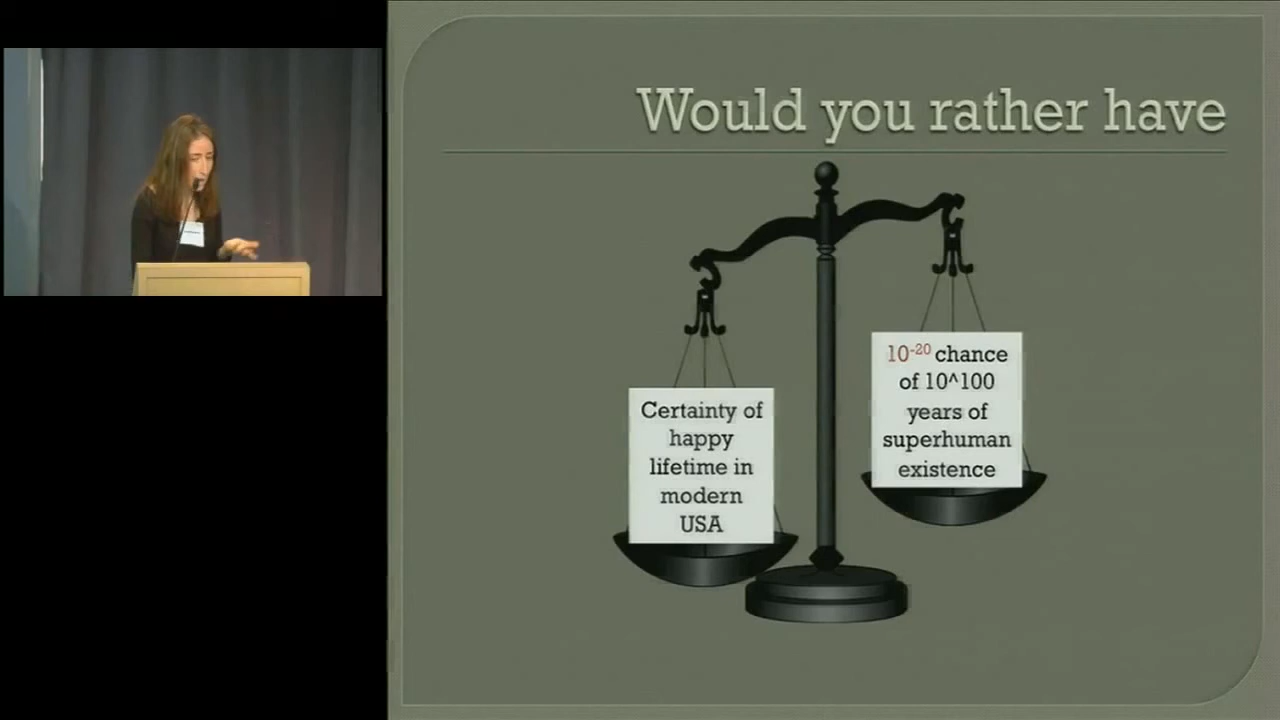 Would you rather have
Certainty of
happy
lifetime in
modern
USA
10⁻²⁰ chance
of 10^100
years of
superhuman
existence